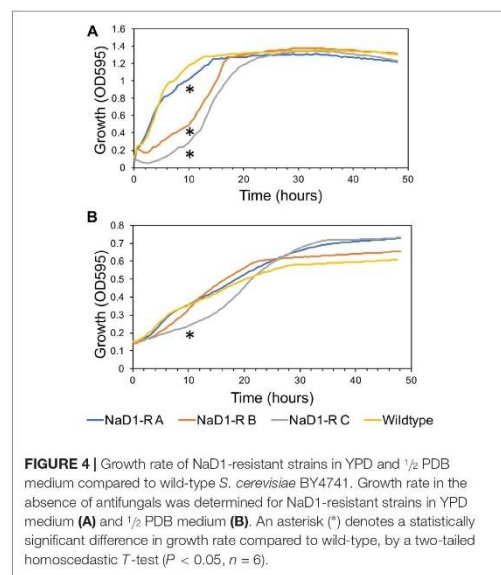 A
1.6
1.4
1.2
1
0.8
0.6
0.4
0.2
0
Growth (OD595)
*
*
*
0 10 20 30 40 50
Time (hours)
B
0.8
0.7
0.6
0.5
0.4
0.3
0.2
0.1
0
Growth (OD595)
*
0 10 20 30 40 50
Time (hours)
NaD1-R A NaD1-R B NaD1-R C Wildtype
FIGURE 4 | Growth rate of NaD1-resistant strains in YPD and 1/2 PDB
medium compared to wild-type S. cerevisiae BY4741. Growth rate in the
absence of antifungals was determined for NaD1-resistant strains in YPD
medium (A) and 1/2 PDB medium (B). An asterisk (*) denotes a statistically
significant difference in growth rate compared to wild-type, by a two-tailed
homoscedastic T-test (P < 0.05, n = 6).